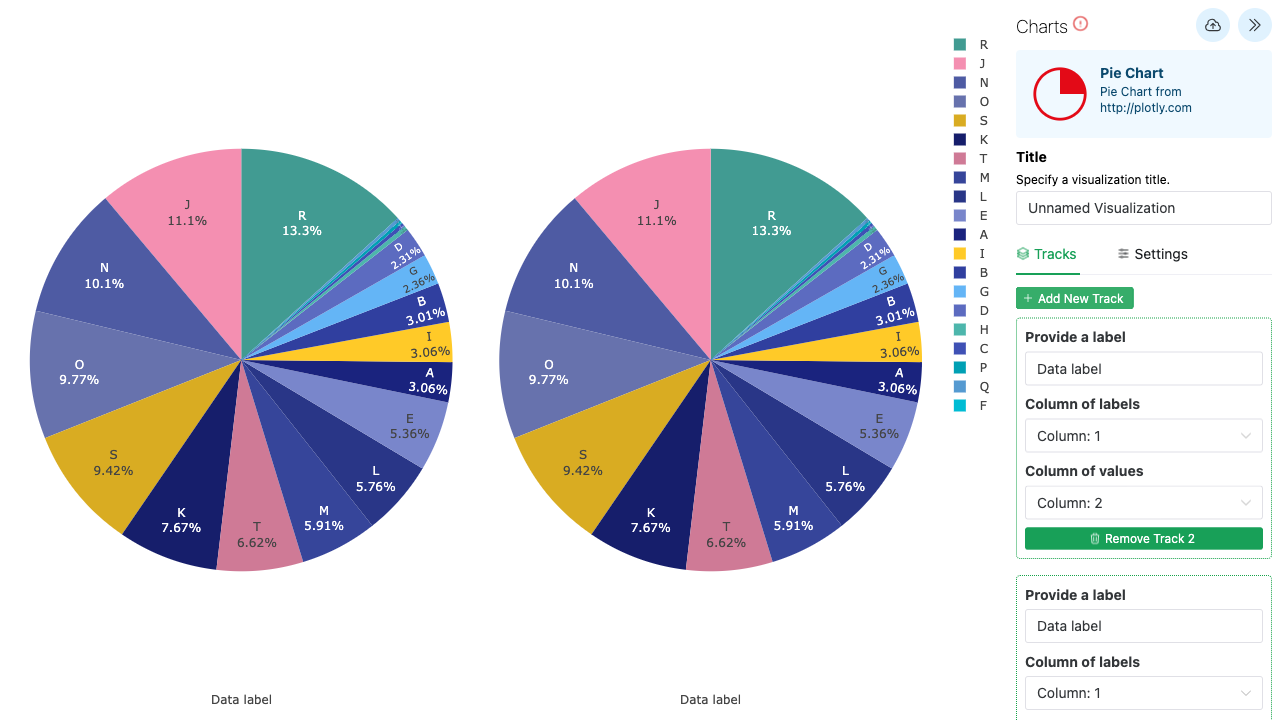 R
13.3%
J
11.1%
N
10.1%
O
9.77%
S
9.42%
K
7.67%
T
6.62%
M
5.91%
L
5.76%
E
5.36%
A
3.06%
I
3.06%
B
3.01%
G
2.36%
D
2.31%
Data label
R
13.3%
J
11.1%
N
10.1%
O
9.77%
S
9.42%
K
7.67%
T
6.62%
M
5.91%
L
5.76%
E
5.36%
A
3.06%
I
3.06%
B
3.01%
G
2.36%
D
2.31%
Data label
R
J
N
O
S
K
T
M
L
E
A
I
B
G
D
H
C
P
Q
F
Charts
Pie Chart
Pie Chart from
http://plotly.com
Title
Specify a visualization title.
Unnamed Visualization
Tracks Settings
+ Add New Track
Provide a label
Data label
Column of labels
Column: 1
Column of values
Column: 2
Remove Track 2
Provide a label
Data label
Column of labels
Column: 1